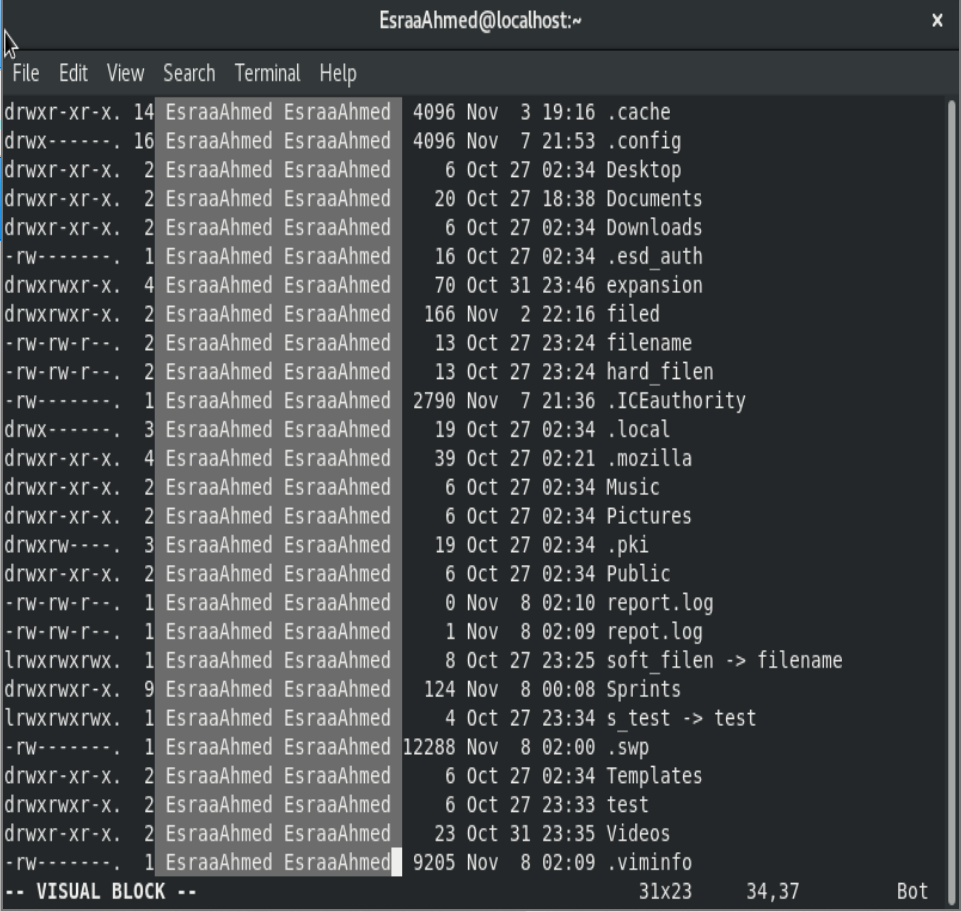 EsraaAhmed@localhost:~ x
File Edit View Search Terminal Help
drwxr-xr-x. 14 EsraaAhmed EsraaAhmed  4096 Nov  3 19:16 .cache
drwx------. 16 EsraaAhmed EsraaAhmed  4096 Nov  7 21:53 .config
drwxr-xr-x.  2 EsraaAhmed EsraaAhmed     6 Oct 27 02:34 Desktop
drwxr-xr-x.  2 EsraaAhmed EsraaAhmed    20 Oct 27 18:38 Documents
drwxr-xr-x.  2 EsraaAhmed EsraaAhmed     6 Oct 27 02:34 Downloads
-rw-------.  1 EsraaAhmed EsraaAhmed    16 Oct 27 02:34 .esd_auth
drwxrwxr-x.  4 EsraaAhmed EsraaAhmed    70 Oct 31 23:46 expansion
drwxrwxr-x.  2 EsraaAhmed EsraaAhmed   166 Nov  2 22:16 filed
-rw-rw-r--.  2 EsraaAhmed EsraaAhmed    13 Oct 27 23:24 filename
-rw-rw-r--.  2 EsraaAhmed EsraaAhmed    13 Oct 27 23:24 hard_filen
-rw-------.  1 EsraaAhmed EsraaAhmed  2790 Nov  7 21:36 .ICEauthority
drwx------.  3 EsraaAhmed EsraaAhmed    19 Oct 27 02:34 .local
drwxr-xr-x.  4 EsraaAhmed EsraaAhmed    39 Oct 27 02:21 .mozilla
drwxr-xr-x.  2 EsraaAhmed EsraaAhmed     6 Oct 27 02:34 Music
drwxr-xr-x.  2 EsraaAhmed EsraaAhmed     6 Oct 27 02:34 Pictures
drwxrw----.  3 EsraaAhmed EsraaAhmed    19 Oct 27 02:34 .pki
drwxr-xr-x.  2 EsraaAhmed EsraaAhmed     6 Oct 27 02:34 Public
-rw-rw-r--.  1 EsraaAhmed EsraaAhmed     0 Nov  8 02:10 report.log
-rw-rw-r--.  1 EsraaAhmed EsraaAhmed     1 Nov  8 02:09 repot.log
lrwxrwxrwx.  1 EsraaAhmed EsraaAhmed     8 Oct 27 23:25 soft_filen -> filename
drwxrwxr-x.  9 EsraaAhmed EsraaAhmed   124 Nov  8 00:08 Sprints
lrwxrwxrwx.  1 EsraaAhmed EsraaAhmed     4 Oct 27 23:34 s_test -> test
-rw-------.  1 EsraaAhmed EsraaAhmed 12288 Nov  8 02:00 .swp
drwxr-xr-x.  2 EsraaAhmed EsraaAhmed     6 Oct 27 02:34 Templates
drwxrwxr-x.  2 EsraaAhmed EsraaAhmed     6 Oct 27 23:33 test
drwxr-xr-x.  2 EsraaAhmed EsraaAhmed    23 Oct 31 23:35 Videos
-rw-------.  1 EsraaAhmed EsraaAhmed  9205 Nov  8 02:09 .viminfo
-- VISUAL BLOCK -- 31x23 34,37 Bot